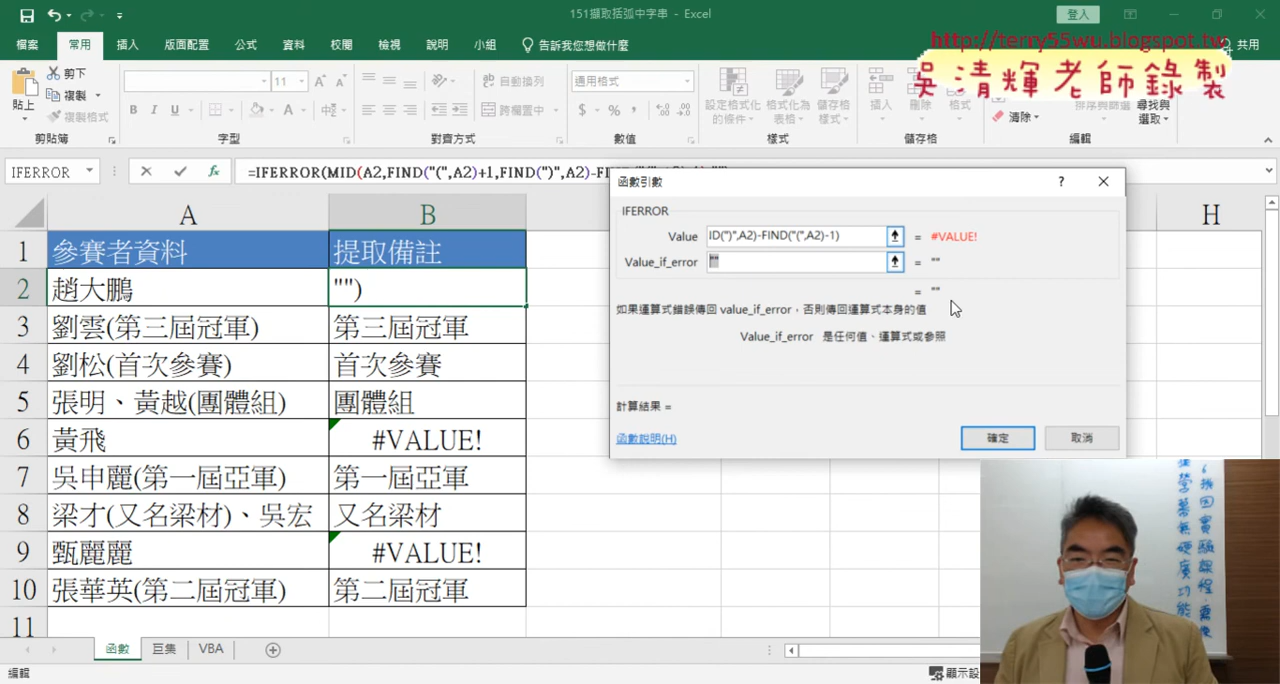 151擷取括弧中字串 - Excel
登入
檔案
常用
插入
版面配置
公式
資料
校閱
檢視
說明
小組
告訴我您想做什麼
共用
http://terry55wu.blogspot.tw
吳清輝老師錄製
貼上
剪下
複製
複製格式
剪貼簿
11
字型
自動換列
跨欄置中
對齊方式
通用格式
數值
設定格式化的條件
格式化為表格
儲存格樣式
樣式
插入
刪除
格式
儲存格
清除
排序與篩選
尋找與選取
編輯
IFERROR
=IFERROR(MID(A2,FIND("(",A2)+1,FIND(")",A2)-
A B H
1 參賽者資料 提取備註
2 趙大鵬 "")
3 劉雲(第三屆冠軍) 第三屆冠軍
4 劉松(首次參賽) 首次參賽
5 張明、黃越(團體組) 團體組
6 黃飛 #VALUE!
7 吳申麗(第一屆亞軍) 第一屆亞軍
8 梁才(又名梁材)、吳宏 又名梁材
9 甄麗麗 #VALUE!
10 張華英(第二屆冠軍) 第二屆冠軍
11
函數引數
?
IFERROR
Value ID(")",A2)-FIND("(",A2)-1) = #VALUE!
Value_if_error "" = ""
= ""
如果運算式錯誤傳回 value_if_error，否則傳回運算式本身的值
Value_if_error 是任何值、運算式或參照
計算結果 =
函數說明(H)
確定
取消
函數
巨集
VBA
編輯